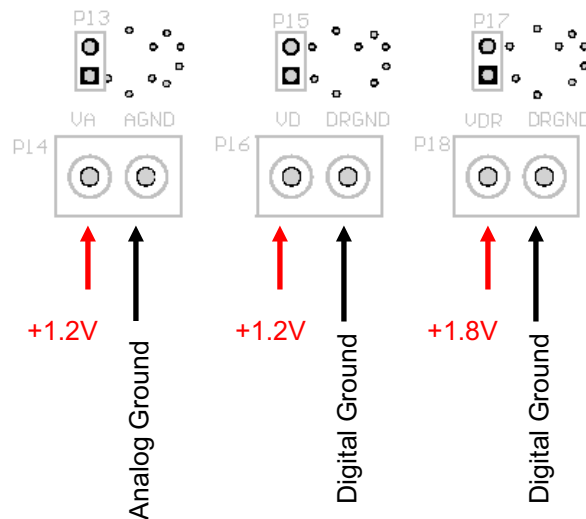 P13 P15 P17
VA AGND VD DRGND VDR DRGND
P14 P16 P18
+1.2V +1.2V +1.8V
Analog Ground
Digital Ground
Digital Ground